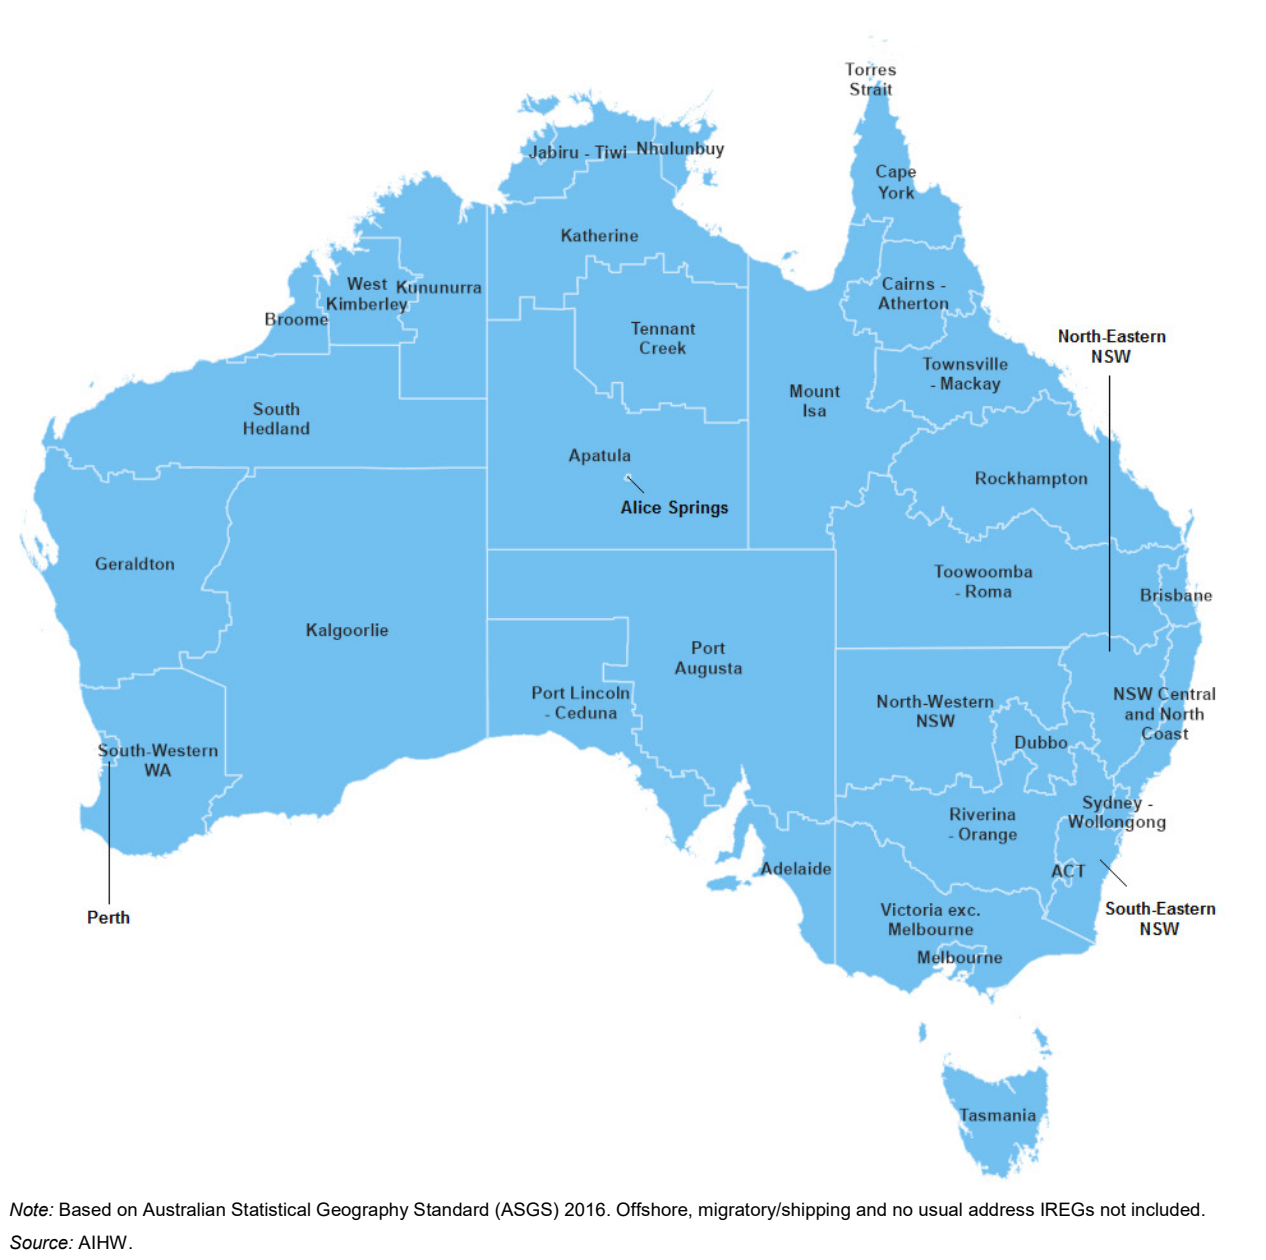 Torres
Strait
Jabiru - Tiwi
Nhulunbuy
Cape
York
Katherine
West
Kimberley
Kununurra
Cairns -
Atherton
Broome
Tennant
Creek
North-Eastern
NSW
Townsville
- Mackay
Mount
Isa
South
Hedland
Apatula
Rockhampton
Alice Springs
Geraldton
Toowoomba
- Roma
Brisbane
Kalgoorlie
Port
Augusta
Port Lincoln
- Ceduna
North-Western
NSW
NSW Central
and North
Coast
Dubbo
South-Western
WA
Sydney -
Wollongong
Riverina
- Orange
Adelaide
ACT
Perth
Victoria exc.
Melbourne
South-Eastern
NSW
Melbourne
Tasmania
Note: Based on Australian Statistical Geography Standard (ASGS) 2016. Offshore, migratory/shipping and no usual address IREGs not included.
Source: AIHW.